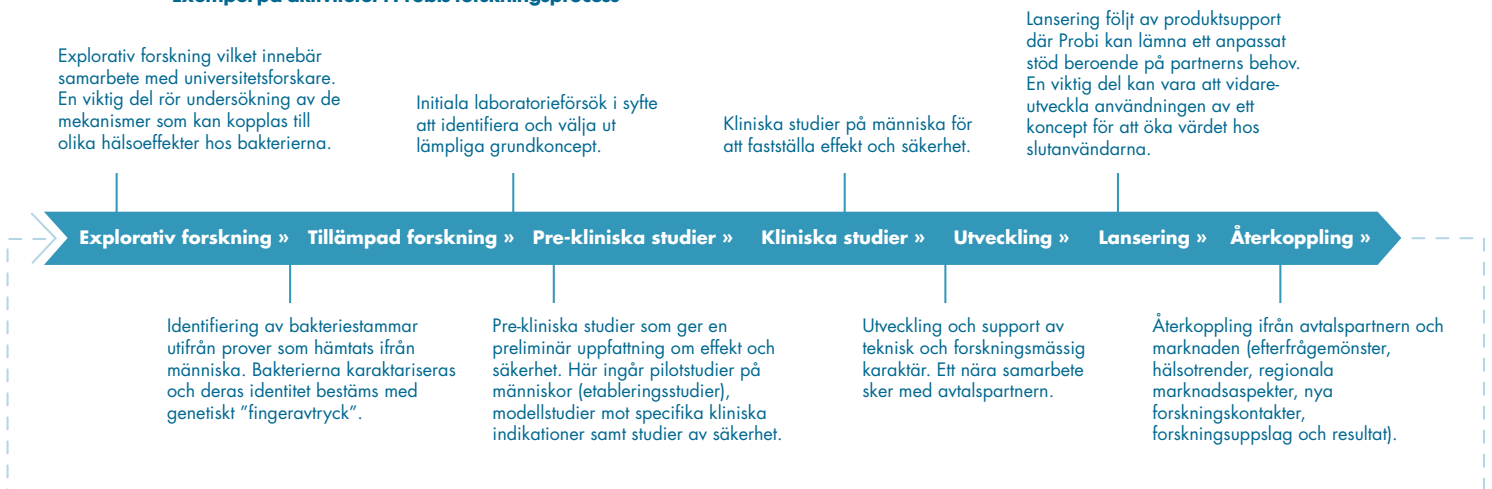 Exempel på aktiviteter i Probis forskningsprocess
Explorativ forskning vilket innebär
samarbete med universitetsforskare.
En viktig del rör undersökning av de
mekanismer som kan kopplas till
olika hälsoeffekter hos bakterierna.
Initiala laboratorieförsök i syfte
att identifiera och välja ut
lämpliga grundkoncept.
Kliniska studier på människa för
att fastställa effekt och säkerhet.
Lansering följt av produktsupport
där Probi kan lämna ett anpassat
stöd beroende på partnerns behov.
En viktig del kan vara att vidare-
utveckla användningen av ett
koncept för att öka värdet hos
slutanvändarna.
Explorativ forskning » Tillämpad forskning » Pre-kliniska studier » Kliniska studier » Utveckling » Lansering » Återkoppling »
Identifiering av bakteriestammar
utifrån prover som hämtats ifrån
människa. Bakterierna karaktariseras
och deras identitet bestäms med
genetiskt ”fingeravtryck”.
Pre-kliniska studier som ger en
preliminär uppfattning om effekt och
säkerhet. Här ingår pilotstudier på
människor (etableringsstudier),
modellstudier mot specifika kliniska
indikationer samt studier av säkerhet.
Utveckling och support av
teknisk och forskningsmässig
karaktär. Ett nära samarbete
sker med avtalspartnern.
Återkoppling ifrån avtalspartnern och
marknaden (efterfrågemönster,
hälsotrender, regionala
marknadsaspekter, nya
forskningskontakter,
forskningsuppslag och resultat).